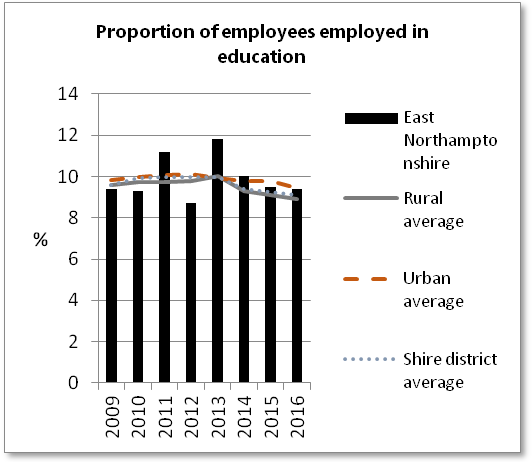 Proportion of employees employed in
education
14
12
10
8
6
4
2
0
%
2009
2010
2011
2012
2013
2014
2015
2016
East
Northampto
nshire
Rural
average
Urban
average
Shire district
average